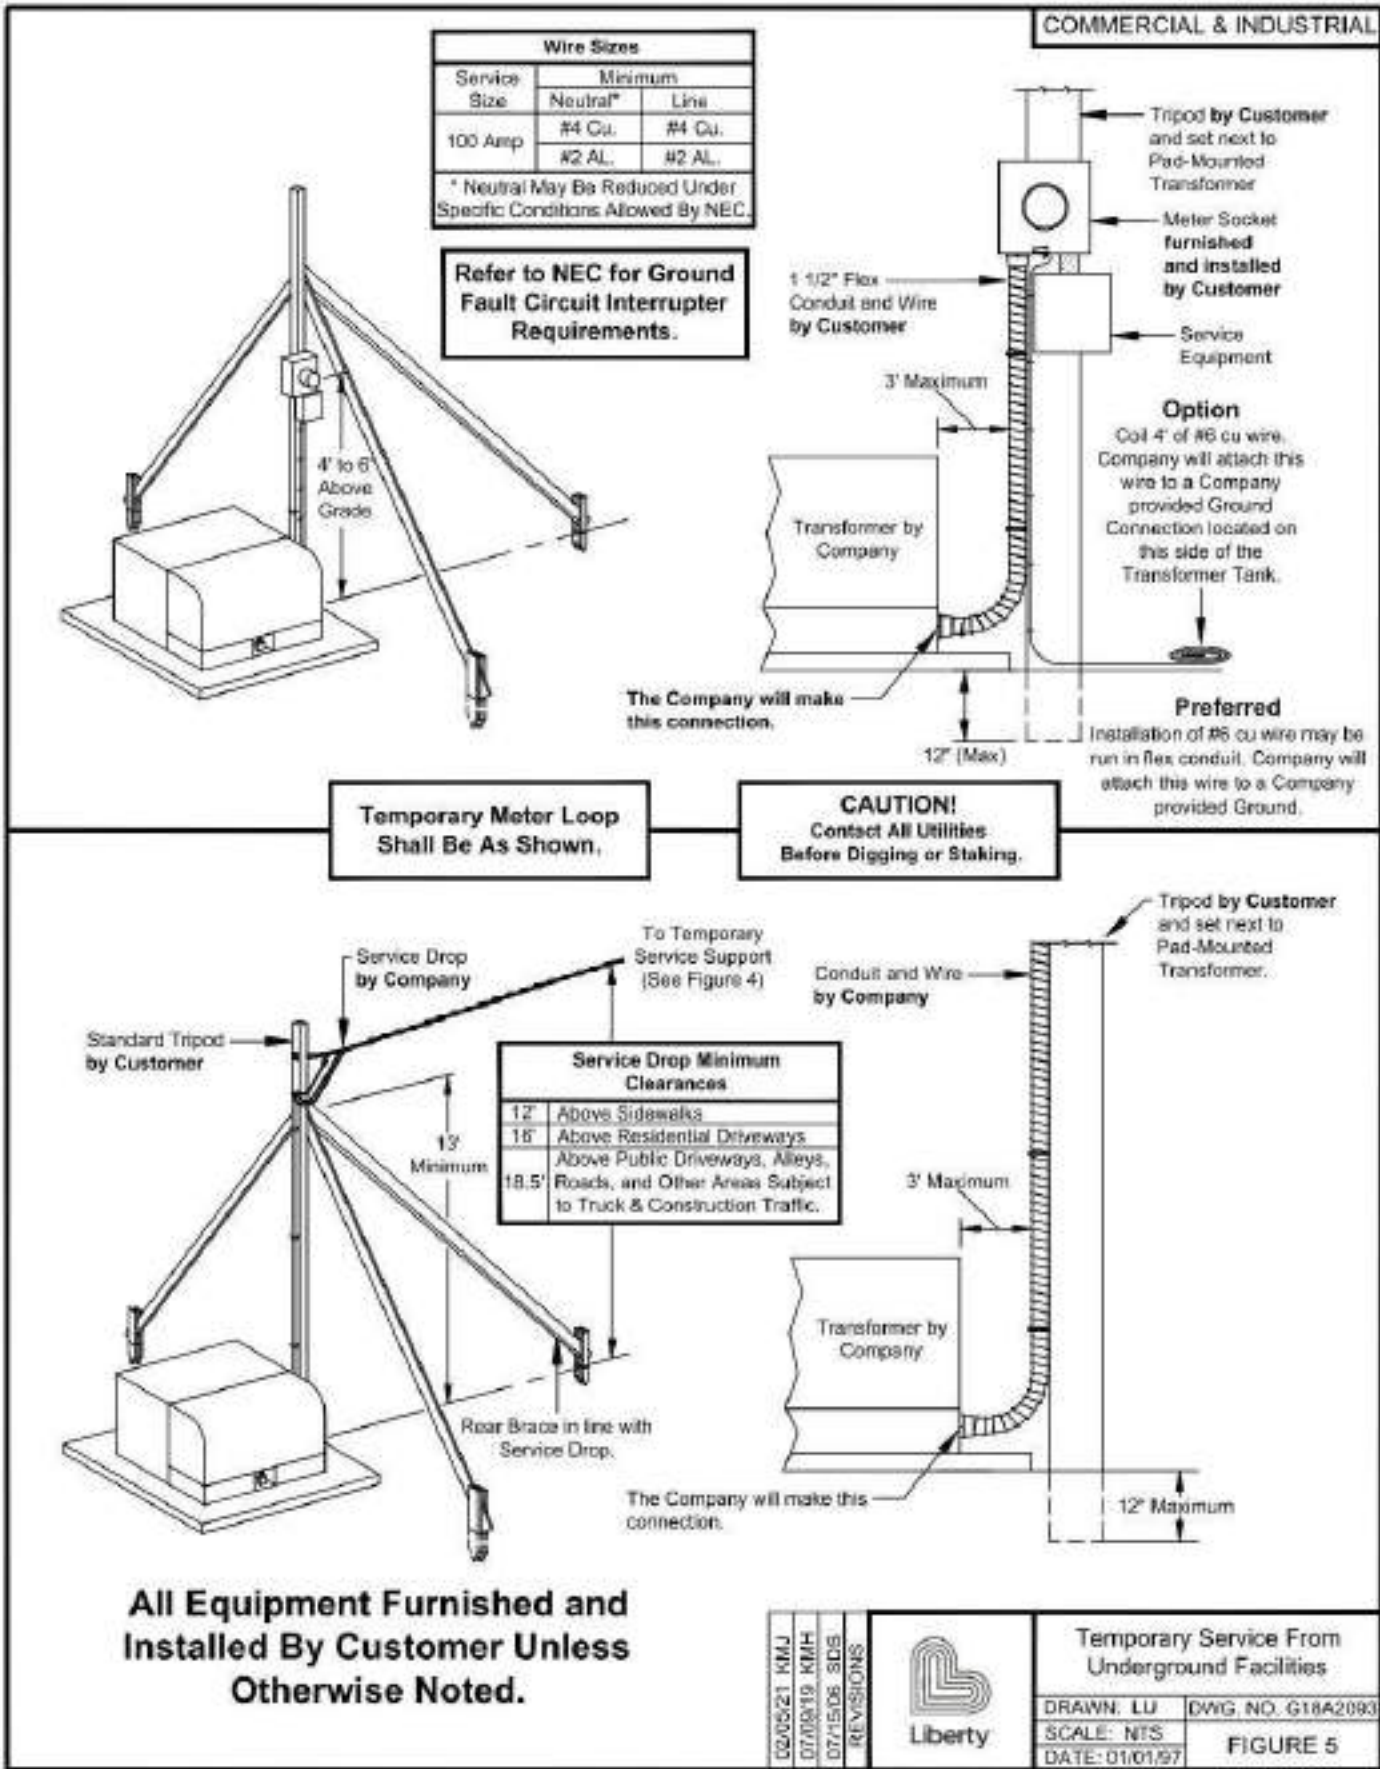 COMMERCIAL & INDUSTRIAL
Wire Sizes
Service
Size
Minimum
Neutral*
Line
100 Amp
#4 Cu.
#4 Cu.
#2 AL.
#2 AL.
* Neutral May Be Reduced Under
Specific Conditions Allowed By NEC.
Refer to NEC for Ground
Fault Circuit Interrupter
Requirements.
4' to 6'
Above
Grade
Tripod by Customer
and set next to
Pad-Mounted
Transformer
Meter Socket
furnished
and installed
by Customer
1 1/2" Flex
Conduit and Wire
by Customer
Service
Equipment
3' Maximum
Option
Coil 4' of #6 cu wire.
Company will attach this
wire to a Company
provided Ground
Connection located on
this side of the
Transformer Tank.
Transformer by
Company
The Company will make
this connection.
12" (Max)
Preferred
Installation of #6 cu wire may be
run in flex conduit. Company will
attach this wire to a Company
provided Ground.
Temporary Meter Loop
Shall Be As Shown.
CAUTION!
Contact All Utilities
Before Digging or Staking.
Service Drop
by Company
To Temporary
Service Support
(See Figure 4)
Standard Tripod
by Customer
13'
Minimum
Service Drop Minimum
Clearances
12' Above Sidewalks
16' Above Residential Driveways
18.5' Above Public Driveways, Alleys,
Roads, and Other Areas Subject
to Truck & Construction Traffic.
Rear Brace in line with
Service Drop.
Tripod by Customer
and set next to
Pad-Mounted
Transformer.
Conduit and Wire
by Company
3' Maximum
Transformer by
Company
The Company will make this
connection.
12" Maximum
All Equipment Furnished and
Installed By Customer Unless
Otherwise Noted.
02/05/21 KMJ
07/09/19 KMH
07/15/06 SDS
REVISIONS
Liberty
Temporary Service From
Underground Facilities
DRAWN: LU
DWG. NO. G18A2093
SCALE: NTS
DATE: 01/01/97
FIGURE 5